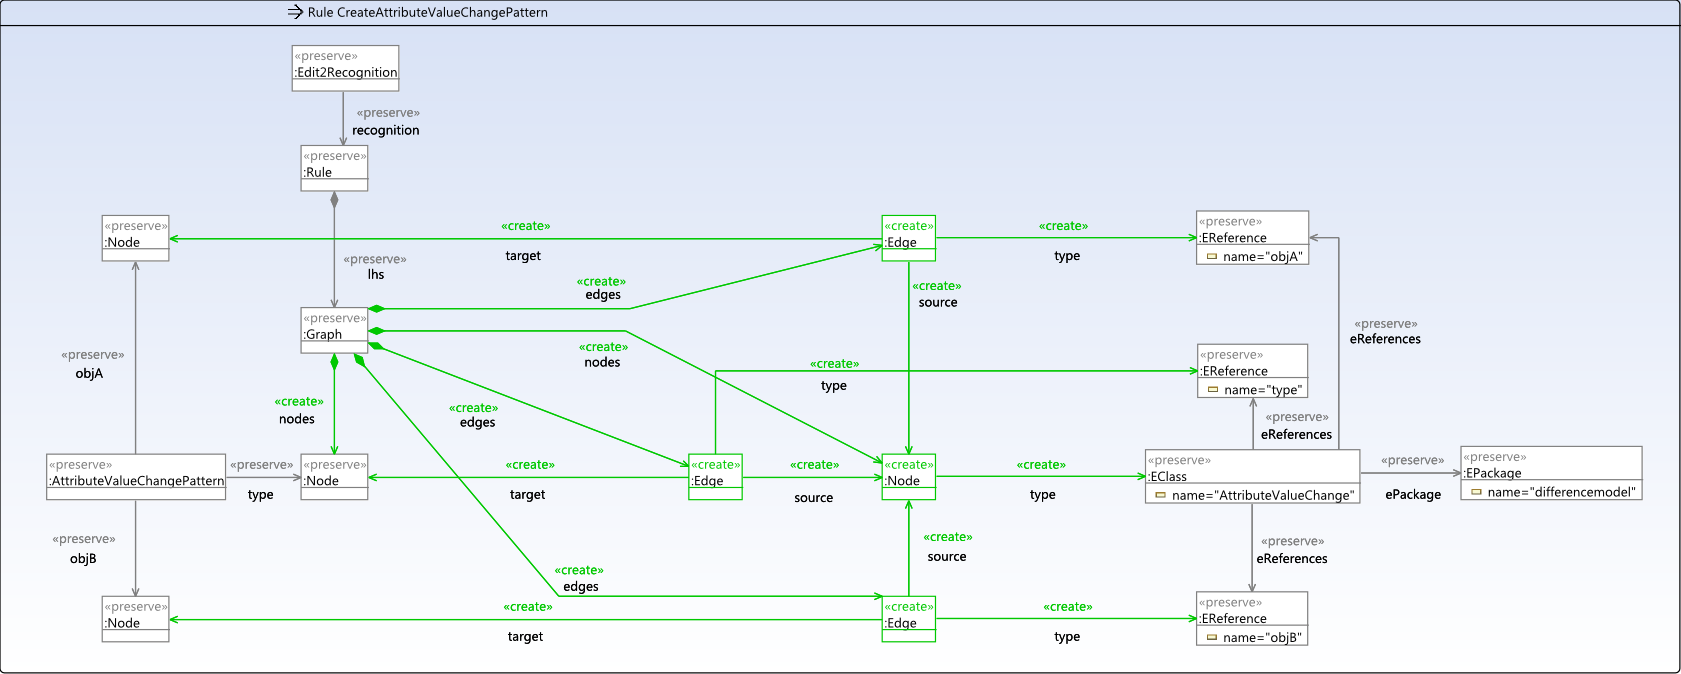 Rule CreateAttributeValueChangePattern
«preserve»
:Edit2Recognition
«preserve»
recognition
«preserve»
:Rule
«preserve»
:Node
«create»
target
«create»
:Edge
«create»
type
«preserve»
:EReference
name="objA"
«preserve»
lhs
«create»
edges
«create»
source
«preserve»
:Graph
«preserve»
eReferences
«preserve»
objA
«create»
nodes
«create»
type
«preserve»
:EReference
name="type"
«create»
nodes
«create»
edges
«preserve»
eReferences
«preserve»
:AttributeValueChangePattern
«preserve»
type
«preserve»
:Node
«create»
target
«create»
:Edge
«create»
source
«create»
:Node
«create»
type
«preserve»
:EClass
name="AttributeValueChange"
«preserve»
ePackage
«preserve»
:EPackage
name="differencemodel"
«preserve»
objB
«create»
source
«preserve»
eReferences
«create»
edges
«preserve»
:Node
«create»
target
«create»
:Edge
«create»
type
«preserve»
:EReference
name="objB"